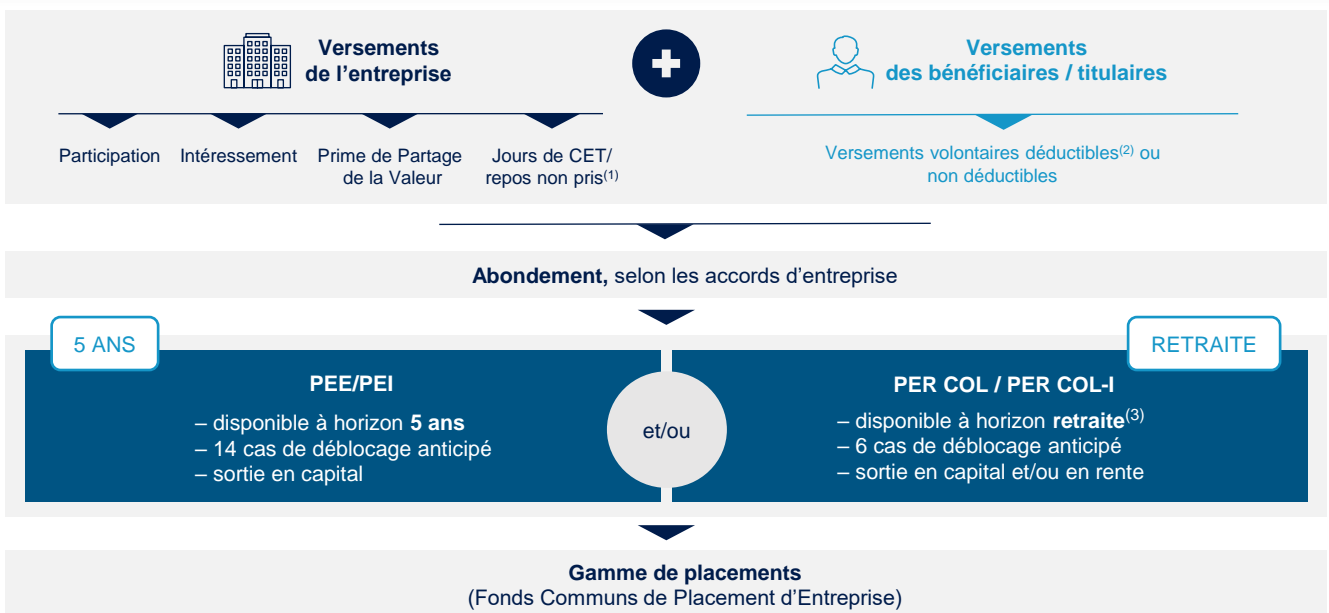 Versements
de l'entreprise
Versements
des bénéficiaires / titulaires
Participation
Intéressement
Prime de Partage
de la Valeur
Jours de CET/
repos non pris(1)
Versements volontaires déductibles(2) ou
non déductibles
Abondement, selon les accords d'entreprise
5 ANS
PEE/PEI
– disponible à horizon 5 ans
– 14 cas de déblocage anticipé
– sortie en capital
et/ou
RETRAITE
PER COL / PER COL-I
– disponible à horizon retraite(3)
– 6 cas de déblocage anticipé
– sortie en capital et/ou en rente
Gamme de placements
(Fonds Communs de Placement d'Entreprise)